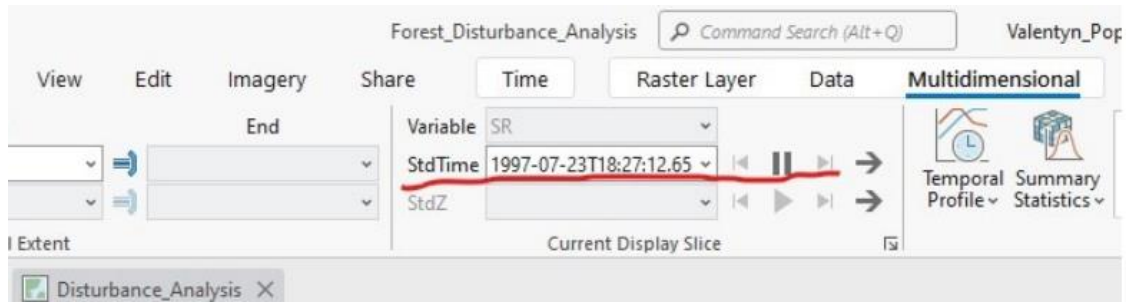 Forest_Disturbance_Analysis Command Search (Alt+Q) Valentyn_Pop
View Edit Imagery Share Time Raster Layer Data Multidimensional
End Variable SR
StdTime 1997-07-23T18:27:12.65
StdZ
Temporal Profile Summary Statistics
Extent Current Display Slice
Disturbance_Analysis